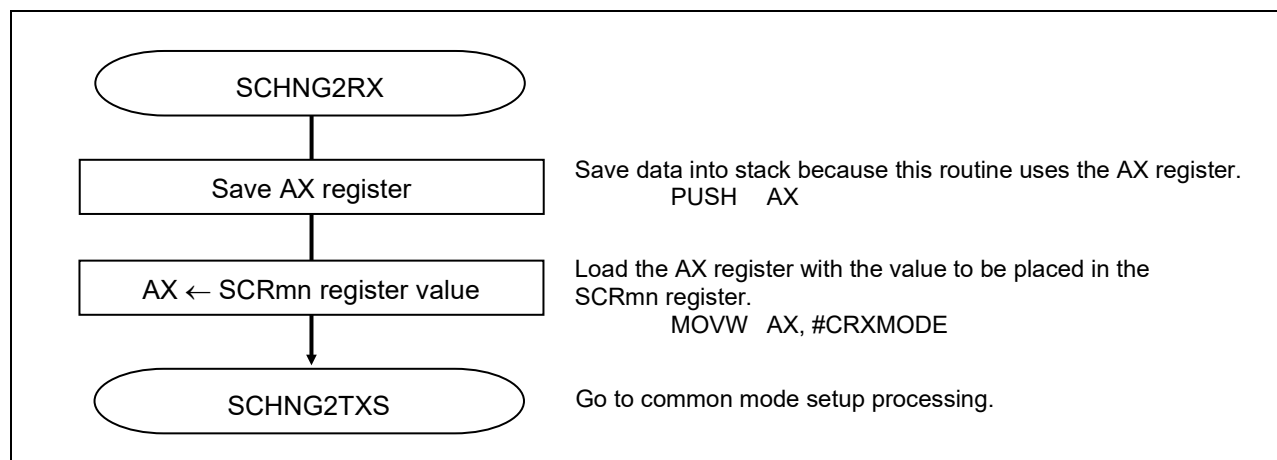 SCHNG2RX
Save AX register
Save data into stack because this routine uses the AX register.
PUSH AX
AX ← SCRmn register value
Load the AX register with the value to be placed in the
SCRmn register.
MOVW AX, #CRXMODE
SCHNG2TXS
Go to common mode setup processing.